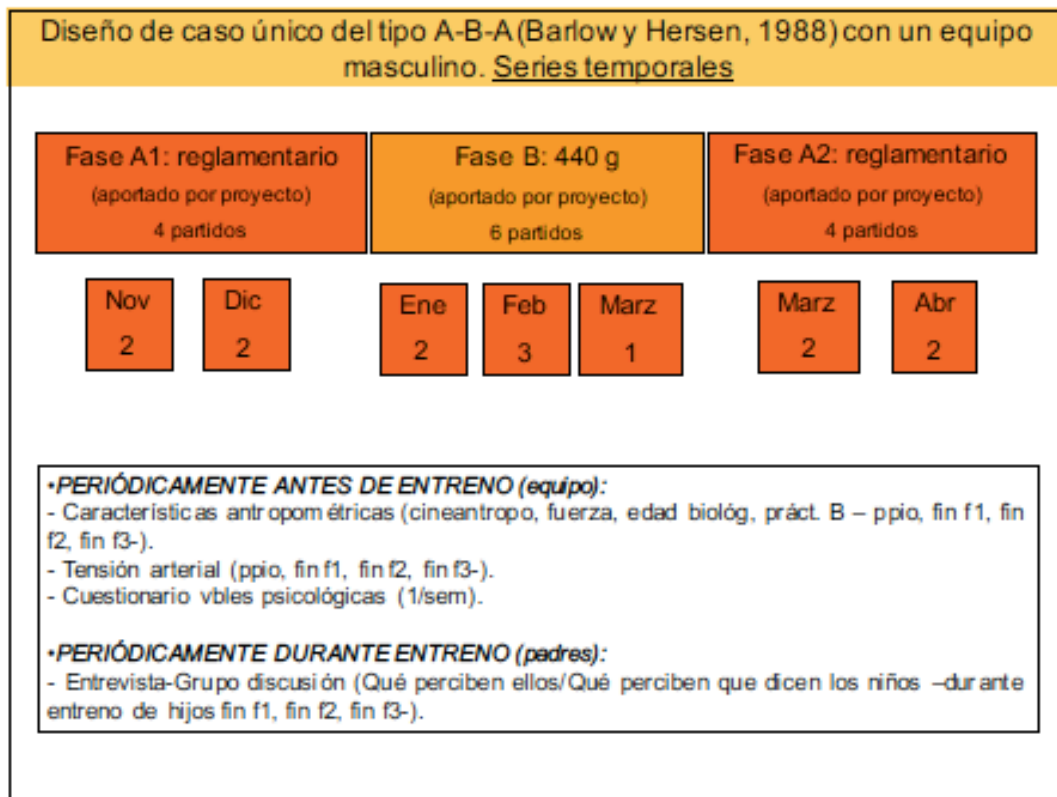 Diseño de caso único del tipo A-B-A (Barlow y Hersen, 1988) con un equipo
masculino. Series temporales
Fase A1: reglamentario
(aportado por proyecto)
4 partidos
Fase B: 440 g
(aportado por proyecto)
6 partidos
Fase A2: reglamentario
(aportado por proyecto)
4 partidos
Nov
2
Dic
2
Ene
2
Feb
3
Marz
1
Marz
2
Abr
2
•PERIÓDICAMENTE ANTES DE ENTRENO (equipo):
- Características antropométricas (cineantropo, fuerza, edad biológ, práct. B – ppio, fin f1, fin
f2, fin f3-).
- Tensión arterial (ppio, fin f1, fin f2, fin f3-).
- Cuestionario vbles psicológicas (1/sem).
•PERIÓDICAMENTE DURANTE ENTRENO (padres):
- Entrevista-Grupo discusión (Qué perciben ellos/Qué perciben que dicen los niños –durante
entreno de hijos fin f1, fin f2, fin f3-).